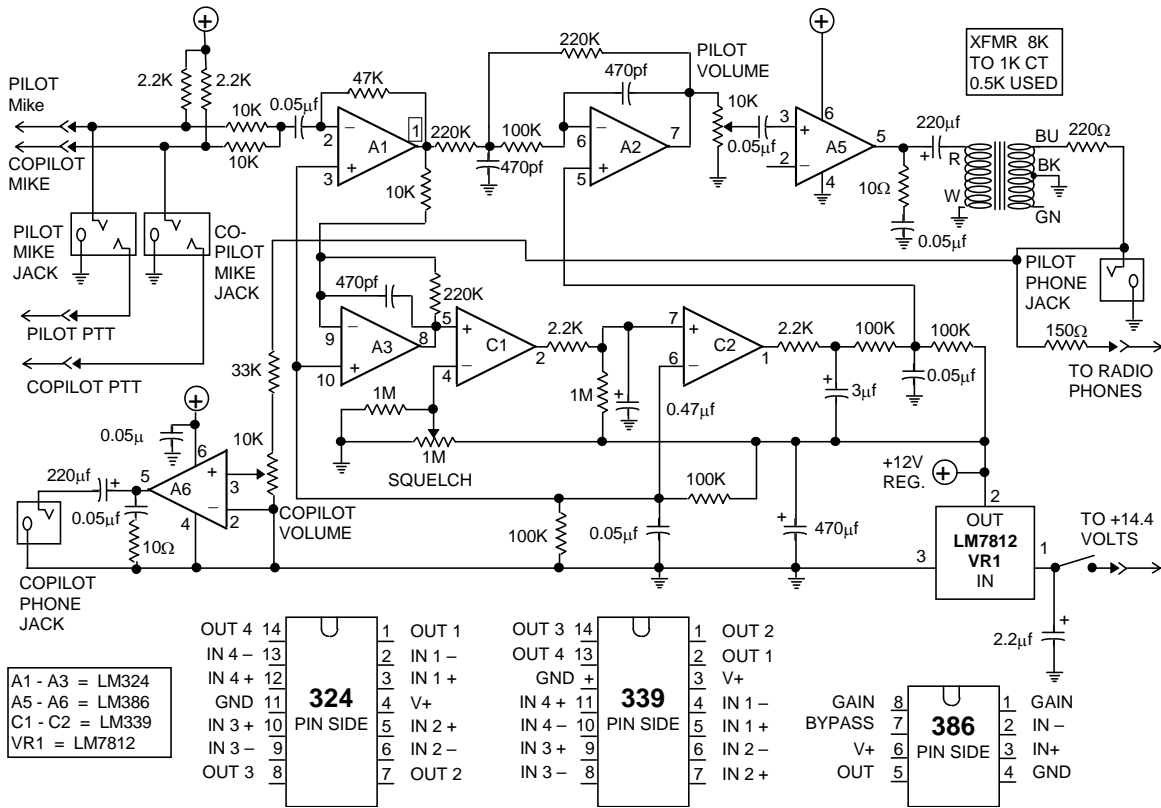 PILOT
Mike
COPILOT
MIKE
2.2K
2.2K
10K
10K
0.05µf
47K
2
3
1
A1
220K
470pf
10K
220K
100K
470pf
6
5
7
A2
PILOT
VOLUME
10K
0.05µf
3
2
6
5
4
A5
220µf
10Ω
0.05µf
R
W
BU
BK
GN
220Ω
XFMR 8K
TO 1K CT
0.5K USED
PILOT
MIKE
JACK
CO-
PILOT
MIKE
JACK
PILOT PTT
COPILOT PTT
470pf
220K
9
10
8
A3
5
4
2
C1
2.2K
1M
0.47µf
7
6
1
C2
2.2K
100K
100K
3µf
0.05µf
PILOT
PHONE
JACK
150Ω
TO RADIO
PHONES
33K
1M
1M
SQUELCH
0.05µ
10K
6
5
3
2
4
A6
220µf
0.05µf
10Ω
COPILOT
VOLUME
COPILOT
PHONE
JACK
100K
0.05µf
100K
470µf
+12V
REG.
2
OUT
LM7812
VR1
IN
3
1
TO +14.4
VOLTS
2.2µf
A1 - A3 = LM324
A5 - A6 = LM386
C1 - C2 = LM339
VR1 = LM7812
OUT 4 14
IN 4 – 13
IN 4 + 12
GND 11
IN 3 + 10
IN 3 – 9
OUT 3 8
324
PIN SIDE
1 OUT 1
2 IN 1 –
3 IN 1 +
4 V+
5 IN 2 +
6 IN 2 –
7 OUT 2
OUT 3 14
OUT 4 13
GND +
IN 4 + 11
IN 4 – 10
IN 3 + 9
IN 3 – 8
339
PIN SIDE
1 OUT 2
2 OUT 1
3 V+
4 IN 1 –
5 IN 1 +
6 IN 2 –
7 IN 2 +
GAIN 8
BYPASS 7
V+ 6
OUT 5
386
PIN SIDE
1 GAIN
2 IN –
3 IN+
4 GND